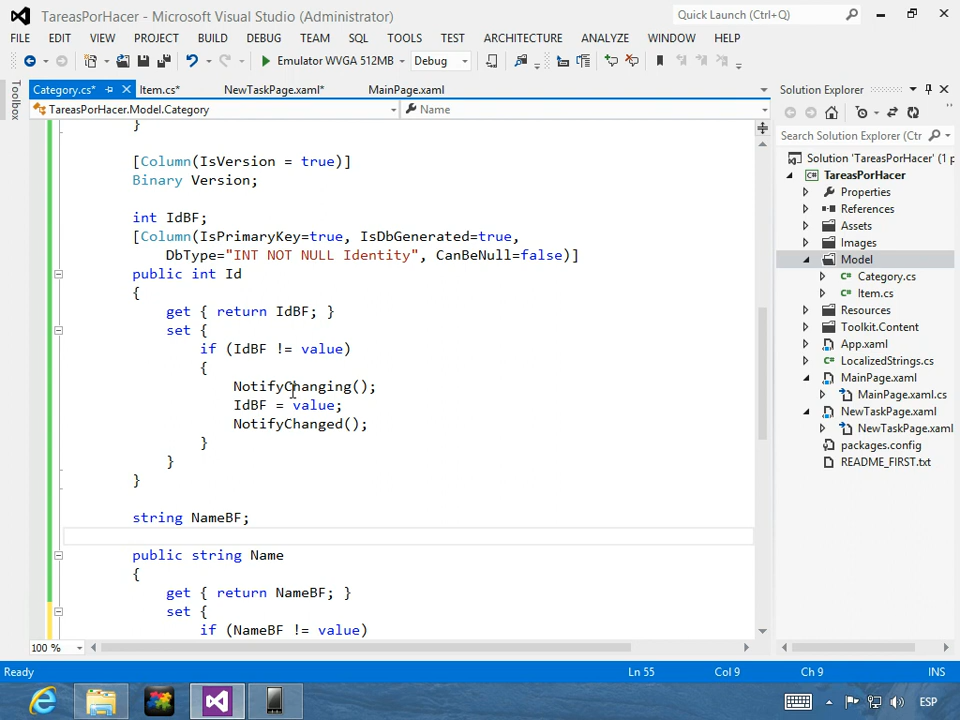 TareasPorHacer - Microsoft Visual Studio (Administrator)
Quick Launch (Ctrl+Q)
FILE EDIT VIEW PROJECT BUILD DEBUG TEAM SQL TOOLS TEST ARCHITECTURE ANALYZE WINDOW HELP
Emulator WVGA 512MB Debug
Toolbox
Category.cs* Item.cs* NewTaskPage.xaml* MainPage.xaml
TareasPorHacer.Model.Category Name
}
[Column(IsVersion = true)]
Binary Version;
int IdBF;
[Column(IsPrimaryKey=true, IsDbGenerated=true,
DbType="INT NOT NULL Identity", CanBeNull=false)]
public int Id
{
get { return IdBF; }
set {
if (IdBF != value)
{
NotifyChanging();
IdBF = value;
NotifyChanged();
}
}
}
string NameBF;
public string Name
{
get { return NameBF; }
set {
if (NameBF != value)
100 %
Solution Explorer
Search Solution Explorer (Ctr
Solution 'TareasPorHacer' (1 p
TareasPorHacer
Properties
References
Assets
Images
Model
Category.cs
Item.cs
Resources
Toolkit.Content
App.xaml
LocalizedStrings.cs
MainPage.xaml
MainPage.xaml.cs
NewTaskPage.xaml
NewTaskPage.xaml
packages.config
README_FIRST.txt
Ready Ln 55 Col 9 Ch 9 INS
ESP